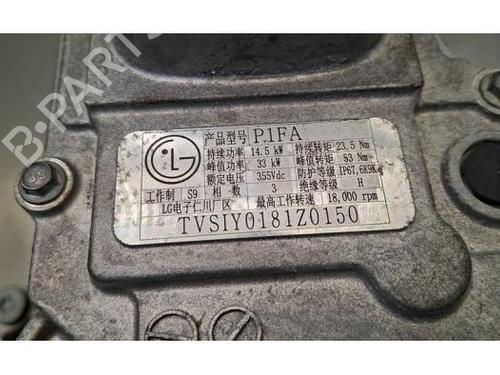 B-PARTS
LG
产品型号 P1FA
持续功率 14.5 kW 持续转矩 23.5 Nm
峰值功率 33 kW 峰值转矩 53 Nm
额定电压 355Vdc 防护等级 IP67, 6K9K
工作制 S9 相数 3 绝缘等级 H
LG电子仁川厂区 最高工作转速 18,000 rpm
TVSIY0181Z0150